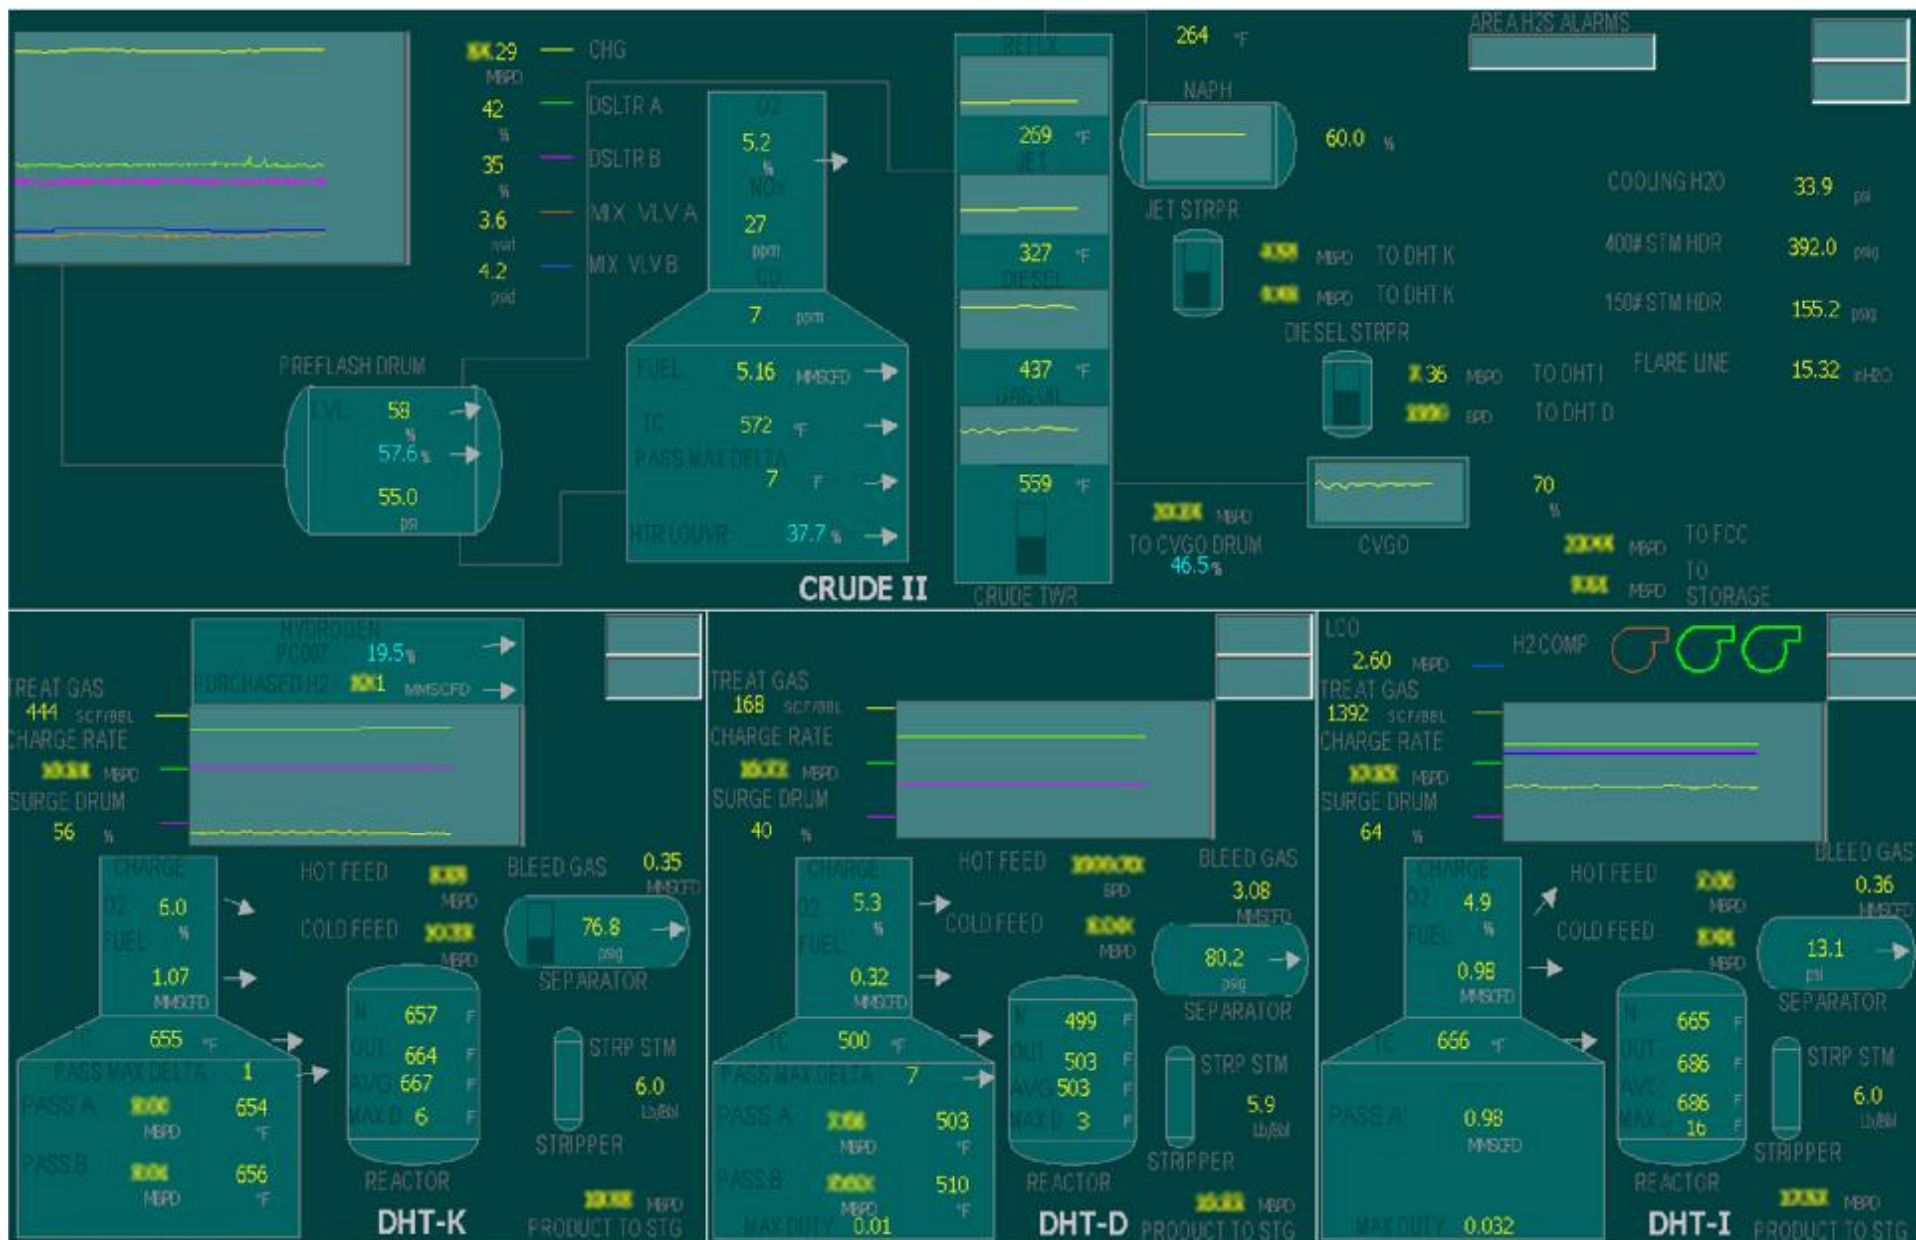 AREA H2S ALARMS
29 CHG
MBPD
42 DSLTR A
%
35 DSLTR B
%
3.6 MIX VLV A
psid
4.2 MIX VLV B
psid
PREFLASH DRUM
LVL 58
%
57.6 %
55.0
psi
O2
5.2
%
NOx
27
ppm
CO
7 ppm
FUEL 5.16 MMSCFD
TC 572 °F
PASS MAX DELTA
7 F
HTR LOUVR 37.7 %
CRUDE II
REFLX
269 °F
JET
327 °F
DIESEL
437 °F
GAS OIL
559 °F
CRUDE TWR
264 °F
NAPH
60.0 %
JET STRPR
MBPD TO DHT K
MBPD TO DHT K
DIESEL STRPR
36 MBPD TO DHT I
BPD TO DHT D
MBPD
TO CVGO DRUM
46.5 %
CVGO
70
%
MBPD TO FCC
MBPD TO
STORAGE
COOLING H2O 33.9 psi
400# STM HDR 392.0 psig
150# STM HDR 155.2 psig
FLARE LINE 15.32 inH2O
HYDROGEN
PC007 19.5 %
PURCHASED H2 1 MMSCFD
TREAT GAS
444 SCF/BBL
CHARGE RATE
MBPD
SURGE DRUM
56 %
CHARGE
O2 6.0
%
FUEL
1.07
MMSCFD
TC 655 °F
PASS MAX DELTA 1
PASS A 654
MBPD °F
PASS B 656
MBPD °F
HOT FEED
MBPD
COLD FEED
MBPD
BLEED GAS 0.35
MMSCFD
76.8
psig
SEPARATOR
IN 657 F
OUT 664 F
AVG 667 F
MAX D 6 F
REACTOR
STRP STM
6.0
Lb/Bbl
STRIPPER
MBPD
PRODUCT TO STG
DHT-K
TREAT GAS
168 SCF/BBL
CHARGE RATE
MBPD
SURGE DRUM
40 %
CHARGE
O2 5.3
%
FUEL
0.32
MMSCFD
TC 500 °F
PASS MAX DELTA 7
PASS A 503
MBPD °F
PASS B 510
MBPD °F
MAX DUTY 0.01
HOT FEED
BPD
COLD FEED
MBPD
BLEED GAS
3.08
MMSCFD
80.2
psig
SEPARATOR
IN 499 F
OUT 503 F
AVG 503 F
MAX D 3 F
REACTOR
STRP STM
5.9
Lb/Bbl
STRIPPER
MBPD
PRODUCT TO STG
DHT-D
LCO
2.60 MBPD
H2 COMP
TREAT GAS
1392 SCF/BBL
CHARGE RATE
MBPD
SURGE DRUM
64 %
CHARGE
O2 4.9
%
FUEL
0.98
MMSCFD
TC 666 °F
PASS A 0.98
MMSCFD
MAX DUTY 0.032
HOT FEED
MBPD
COLD FEED
MBPD
BLEED GAS
0.36
MMSCFD
13.1
psi
SEPARATOR
IN 665 F
OUT 686 F
AVG 686 F
MAX D 16 F
REACTOR
STRP STM
6.0
Lb/Bbl
STRIPPER
MBPD
PRODUCT TO STG
DHT-I